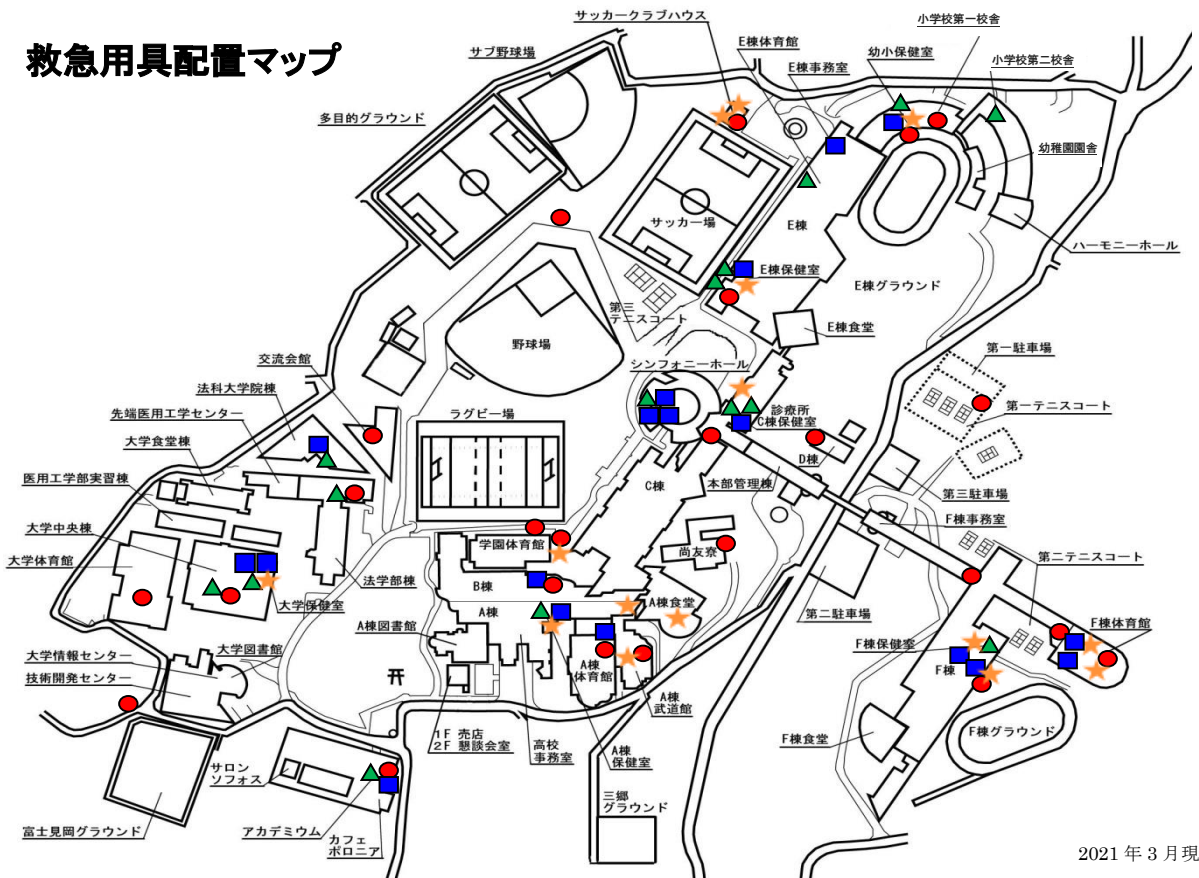 救急用具配置マップ
サッカークラブハウス
小学校第一校舎
E棟体育館
幼小保健室
サブ野球場
E棟事務室
小学校第二校舎
多目的グラウンド
幼稚園園舎
サッカー場
E棟
ハーモニーホール
E棟保健室
E棟グラウンド
第三
テニスコート
E棟食堂
野球場
第一駐車場
交流会館
シンフォニーホール
法科大学院棟
第一テニスコート
先端医用工学センター
ラグビー場
診療所
C棟保健室
大学食堂棟
D棟
医用工学部実習棟
C棟
本部管理棟
第三駐車場
F棟事務室
大学中央棟
学園体育館
尚友寮
第二テニスコート
大学体育館
法学部棟
B棟
大学保健室
A棟
A棟食堂
第二駐車場
A棟図書館
F棟保健室
F棟体育館
大学図書館
大学情報センター
A棟
体育館
F棟
技術開発センター
A棟
武道館
1F 売店
2F 懇談会室
高校
事務室
A棟
保健室
F棟食堂
F棟グラウンド
サロン
ソフォス
三郷
グラウンド
富士見岡グラウンド
アカデミウム
カフェ
ポロニア
2021年3月現